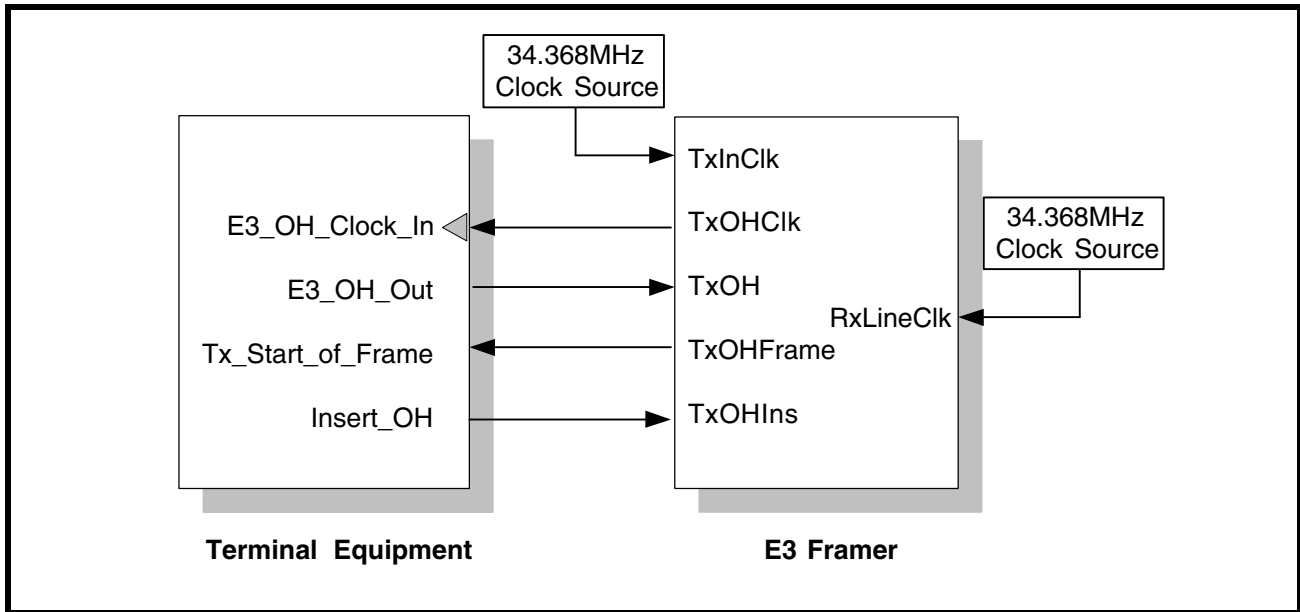 34.368MHz
Clock Source
TxInClk
E3_OH_Clock_In
TxOHClk
34.368MHz
Clock Source
E3_OH_Out
TxOH
RxLineClk
Tx_Start_of_Frame
TxOHFrame
Insert_OH
TxOHIns
Terminal Equipment
E3 Framer